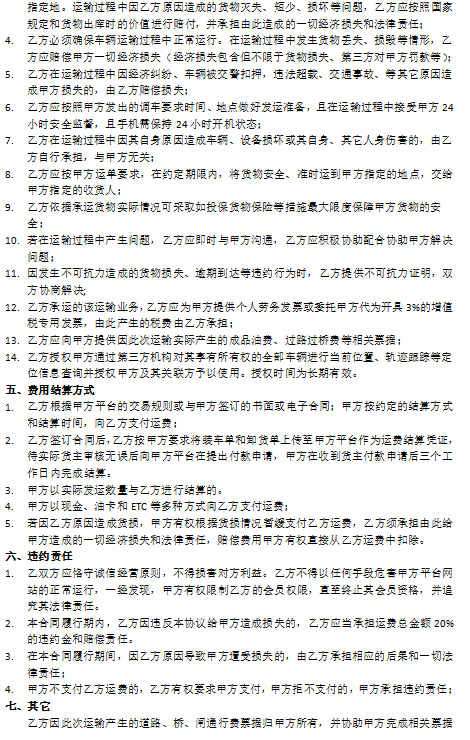 指定地。运输过程中因乙方原因造成的货物灭失、短少、损坏等问题，乙方应按照国家
规定和货物出库时的价值进行赔付，并承担由此造成的一切经济损失和法律责任；
4. 乙方必须确保车辆运输过程中正常运行。在运输过程中发生货物丢失、损毁等情形，乙
方应赔偿甲方一切经济损失（经济损失包含但不限于货物损失、第三方对甲方罚款等）；
5. 乙方在运输过程中因经济纠纷、车辆被交警扣押，违法超载、交通事故、等其它原因造
成甲方损失的，由乙方赔偿损失；
6. 乙方应按照甲方发出的调车要求时间、地点做好发运准备，且在运输过程中接受甲方 24
小时安全监督，且手机需保持 24 小时开机状态；
7. 乙方在运输过程中因其自身原因造成车辆、设备损坏或其自身、其它人身伤害的，由乙
方自行承担，与甲方无关；
8. 乙方应按甲方运单要求，在约定期限内，将货物安全、准时运到甲方指定的地点，交给
甲方指定的收货人；
9. 乙方依据承运货物实际情况可采取如投保货物保险等措施最大限度保障甲方货物的安
全；
10. 若在运输过程中产生问题，乙方应即时与甲方沟通，乙方应积极协助配合协助甲方解决
问题；
11. 因发生不可抗力造成的货物损失、逾期到达等违约行为时，乙方提供不可抗力证明，双
方协商解决；
12. 乙方承运的该运输业务，乙方应为甲方提供个人劳务发票或委托甲方代为开具 3%的增值
税专用发票，由此产生的税费由乙方承担；
13. 乙方应向甲方提供因此次运输实际产生的成品油费、过路过桥费等相关票据；
14. 乙方授权甲方通过第三方机构对其享有所有权的全部车辆进行当前位置、轨迹跟踪等定
位信息查询并授权甲方及其关联方予以使用。授权时间为长期有效。
五、费用结算方式
1. 乙方根据甲方平台的交易规则或与甲方签订的书面或电子合同；甲方按约定的结算方式
和结算时间，向乙方支付运费；
2. 乙方签订合同后,乙方按甲方要求将装车单和卸货单上传至甲方平台作为运费结算凭证，
待实际货主审核无误后向甲方平台在提出付款申请，甲方在收到货主付款申请后三个工
作日内完成结算。
3. 甲方以实际发运数量与乙方进行结算的。
4. 甲方以现金、油卡和 ETC 等多种方式向乙方支付运费；
5. 若因乙方原因造成货损，甲方有权根据货损情况暂缓支付乙方运费，乙方须承担由此给
甲方造成的一切经济损失和法律责任，赔偿费用甲方有权直接从乙方运费中扣除。
六、违约责任
1. 乙双方应恪守诚信经营原则，不得损害对方利益。乙方不得以任何手段危害甲方平台网
站的正常运行，一经发现，甲方有权限制乙方的会员权限，直至终止其会员资格，并追
究其法律责任。
2. 本合同履行期内，乙方因违反本协议给甲方造成损失的，乙方应当承担运费总金额 20%
的违约金和赔偿责任。
3. 在本合同履行期间，因乙方原因导致甲方遭受损失的，由乙方承担相应的后果和一切法
律责任；
4. 甲方不支付乙方运费的，乙方有权要求甲方支付，甲方拒不支付的，甲方承担违约责任；
七、其它
乙方因此次运输产生的道路、桥、闸通行费票据归甲方所有，并协助甲方完成相关票据